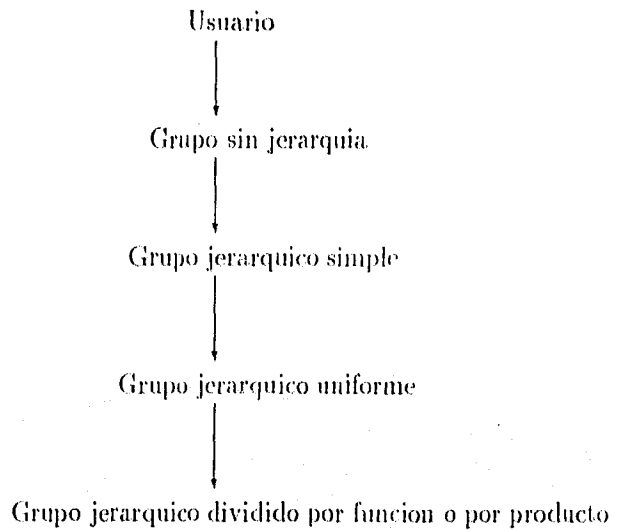 Usuario
Grupo sin jerarquia
Grupo jerarquico simple
Grupo jerarquico uniforme
Grupo jerarquico dividido por funcion o por producto